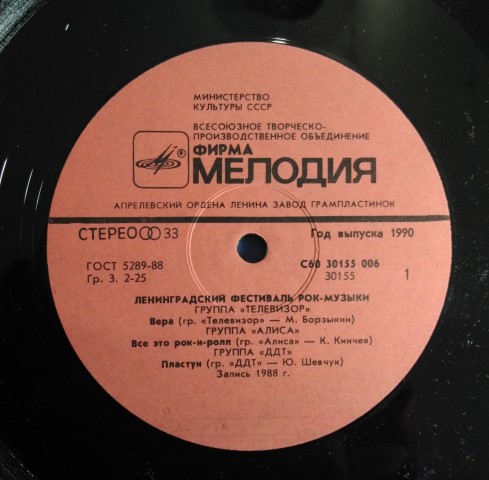 МИНИСТЕРСТВО
КУЛЬТУРЫ СССР
ВСЕСОЮЗНОЕ ТВОРЧЕСКО-
ПРОИЗВОДСТВЕННОЕ ОБЪЕДИНЕНИЕ
®
ФИРМА
МЕЛОДИЯ
АПРЕЛЕВСКИЙ ОРДЕНА ЛЕНИНА ЗАВОД ГРАМПЛАСТИНОК
СТЕРЕО 33 Год выпуска 1990
ГОСТ 5289-88 С60 30155 006
Гр. 3. 2-25 30155 1
ЛЕНИНГРАДСКИЙ ФЕСТИВАЛЬ РОК-МУЗЫКИ
ГРУППА «ТЕЛЕВИЗОР»
Вера (гр. «Телевизор» — М. Борзыкин)
ГРУППА «АЛИСА»
Все это рок-н-ролл (гр. «Алиса» — К. Кинчев)
ГРУППА «ДДТ»
Пластун (гр. «ДДТ» — Ю. Шевчук)
Запись 1988 г.